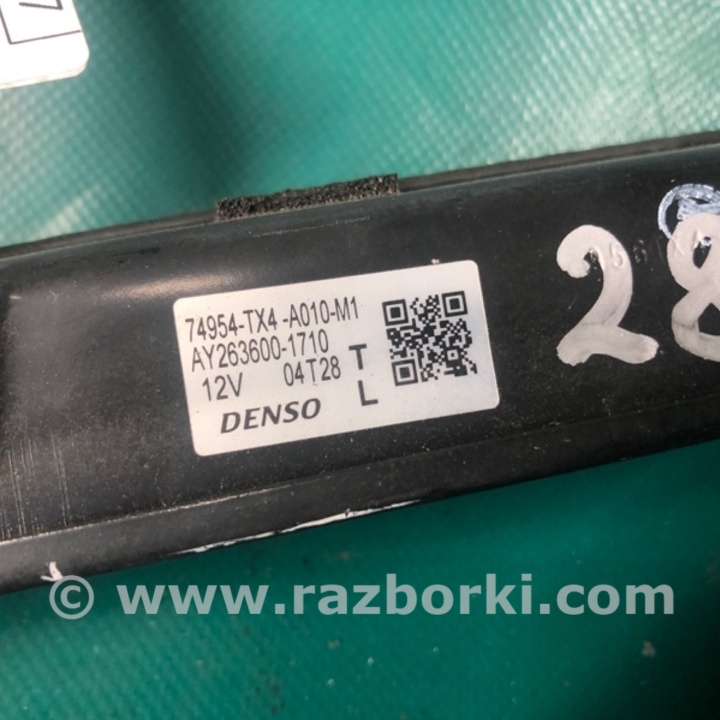 74954-TX4 -A010-M1
AY263600-1710
12V 04T28 T
L
DENSO
28
© www.razborki.com